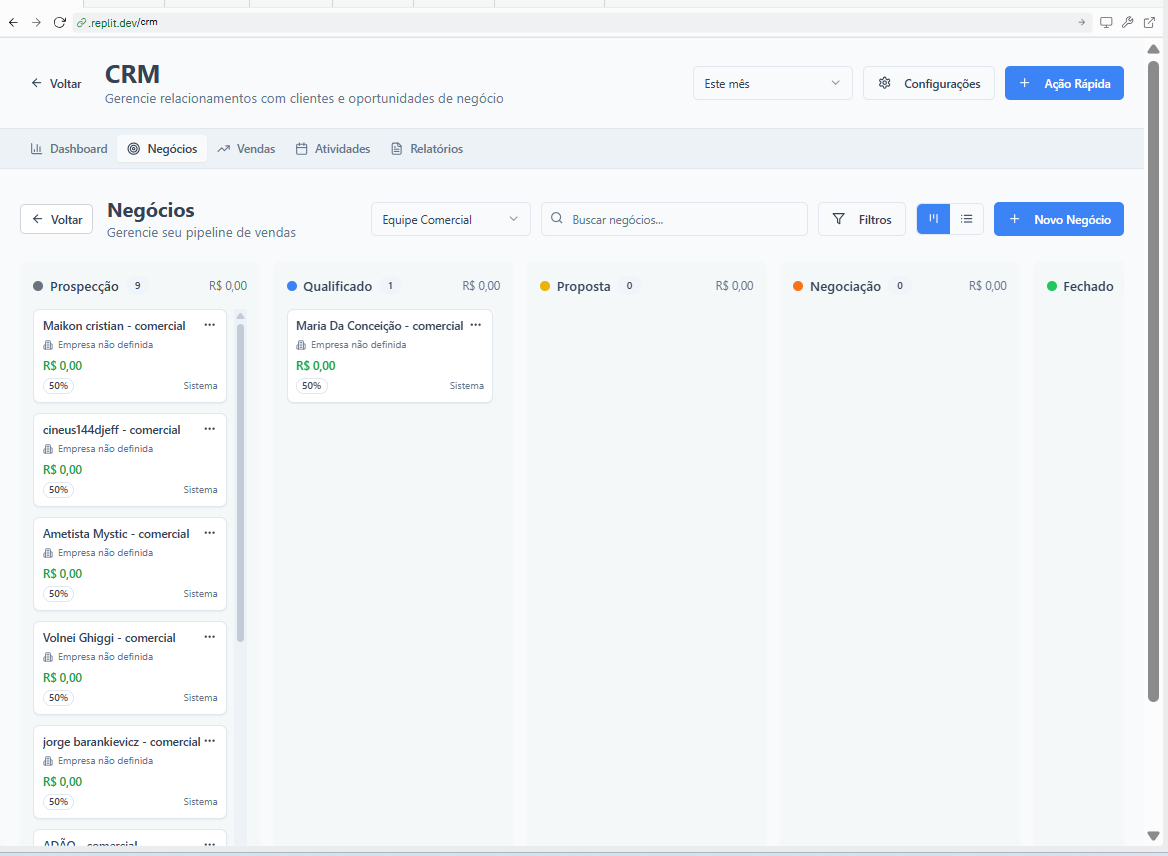 .replit.dev/crm
Voltar
CRM
Gerencie relacionamentos com clientes e oportunidades de negócio
Este mês
Configurações
Ação Rápida
Dashboard
Negócios
Vendas
Atividades
Relatórios
Voltar
Negócios
Gerencie seu pipeline de vendas
Equipe Comercial
Buscar negócios...
Filtros
Novo Negócio
Prospecção 9 R$ 0,00
Maikon cristian - comercial
Empresa não definida
R$ 0,00
50% Sistema
cineus144djeff - comercial
Empresa não definida
R$ 0,00
50% Sistema
Ametista Mystic - comercial
Empresa não definida
R$ 0,00
50% Sistema
Volnei Ghiggi - comercial
Empresa não definida
R$ 0,00
50% Sistema
jorge barankievicz - comercial
Empresa não definida
R$ 0,00
50% Sistema
ADÃO - comercial
Qualificado 1 R$ 0,00
Maria Da Conceição - comercial
Empresa não definida
R$ 0,00
50% Sistema
Proposta 0 R$ 0,00
Negociação 0 R$ 0,00
Fechado